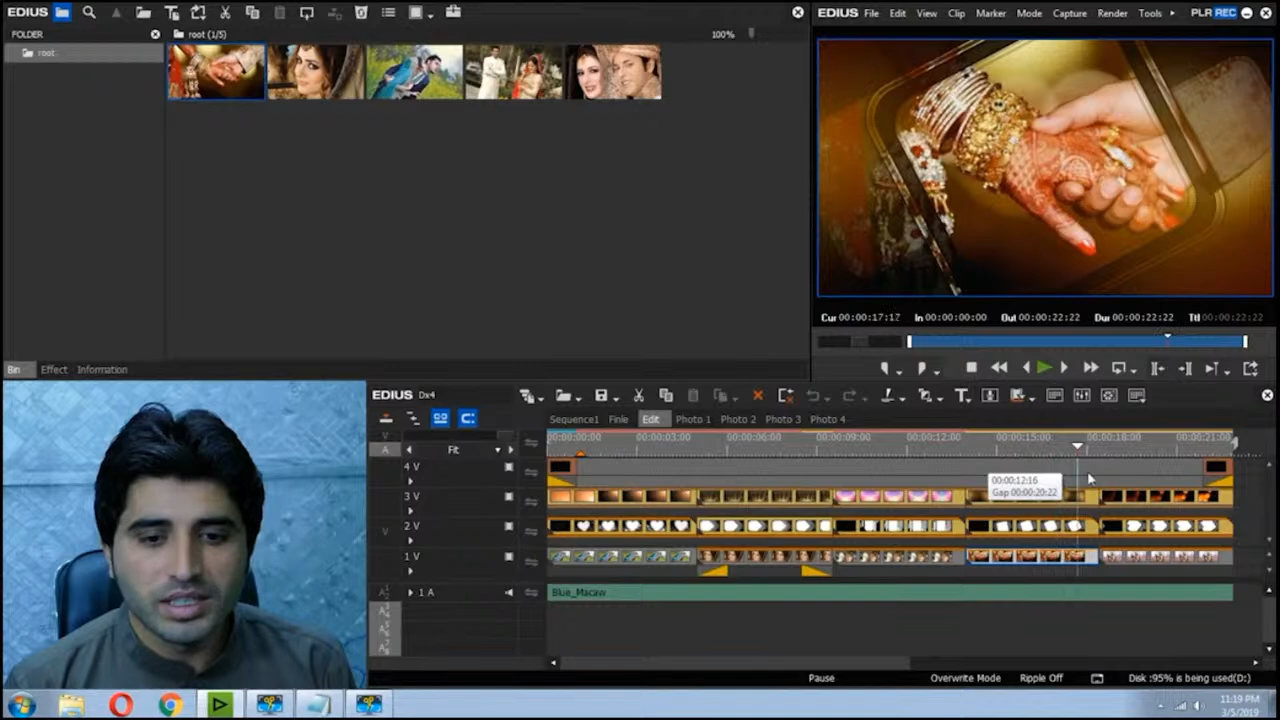 EDIUS
EDIUS File Edit View Clip Marker Mode Capture Render Tools PLR REC
FOLDER
root (1/5)
100%
root
Cur 00:00:17:17 In 00:00:00:00 Out 00:00:22:22 Dur 00:00:22:22 Ttl 00:00:22:22
Bin Effect Information
EDIUS Dx4
Sequence1 Finle Edit Photo 1 Photo 2 Photo 3 Photo 4
V
A
Fit
00:00:00:00 00:00:03:00 00:00:06:00 00:00:09:00 00:00:12:00 00:00:15:00 00:00:18:00 00:00:21:00
4 V
00:00:12:16
Gap 00:00:20:22
3 V
2 V
V
1 V
1 A
Blue_Macaw
Pause
Overwrite Mode
Ripple Off
Disk :95% is being used(D:)
11:19 PM
3/5/2019